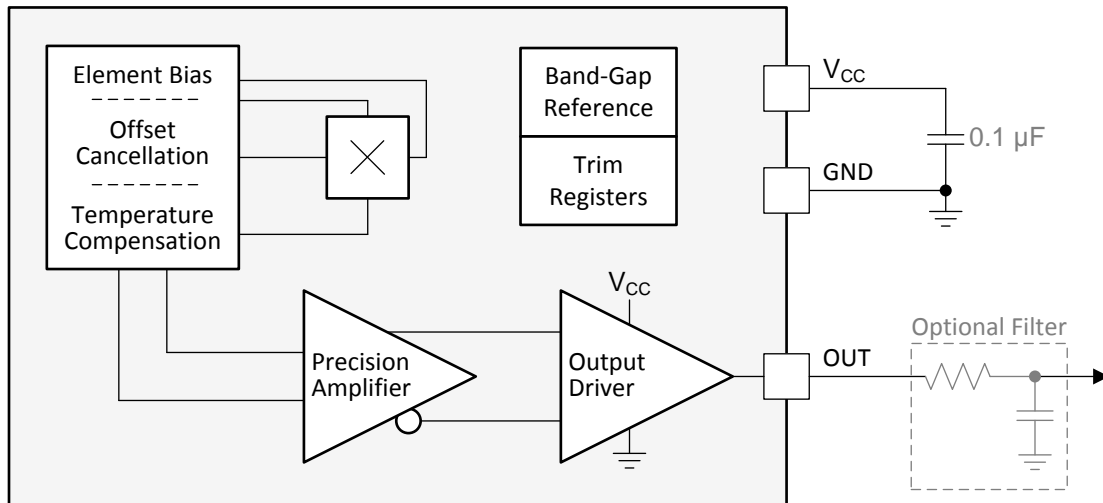 Element Bias
Offset
Cancellation
Temperature
Compensation
Band-Gap
Reference
Trim
Registers
VCC
0.1 µF
GND
Precision
Amplifier
VCC
Output
Driver
OUT
Optional Filter